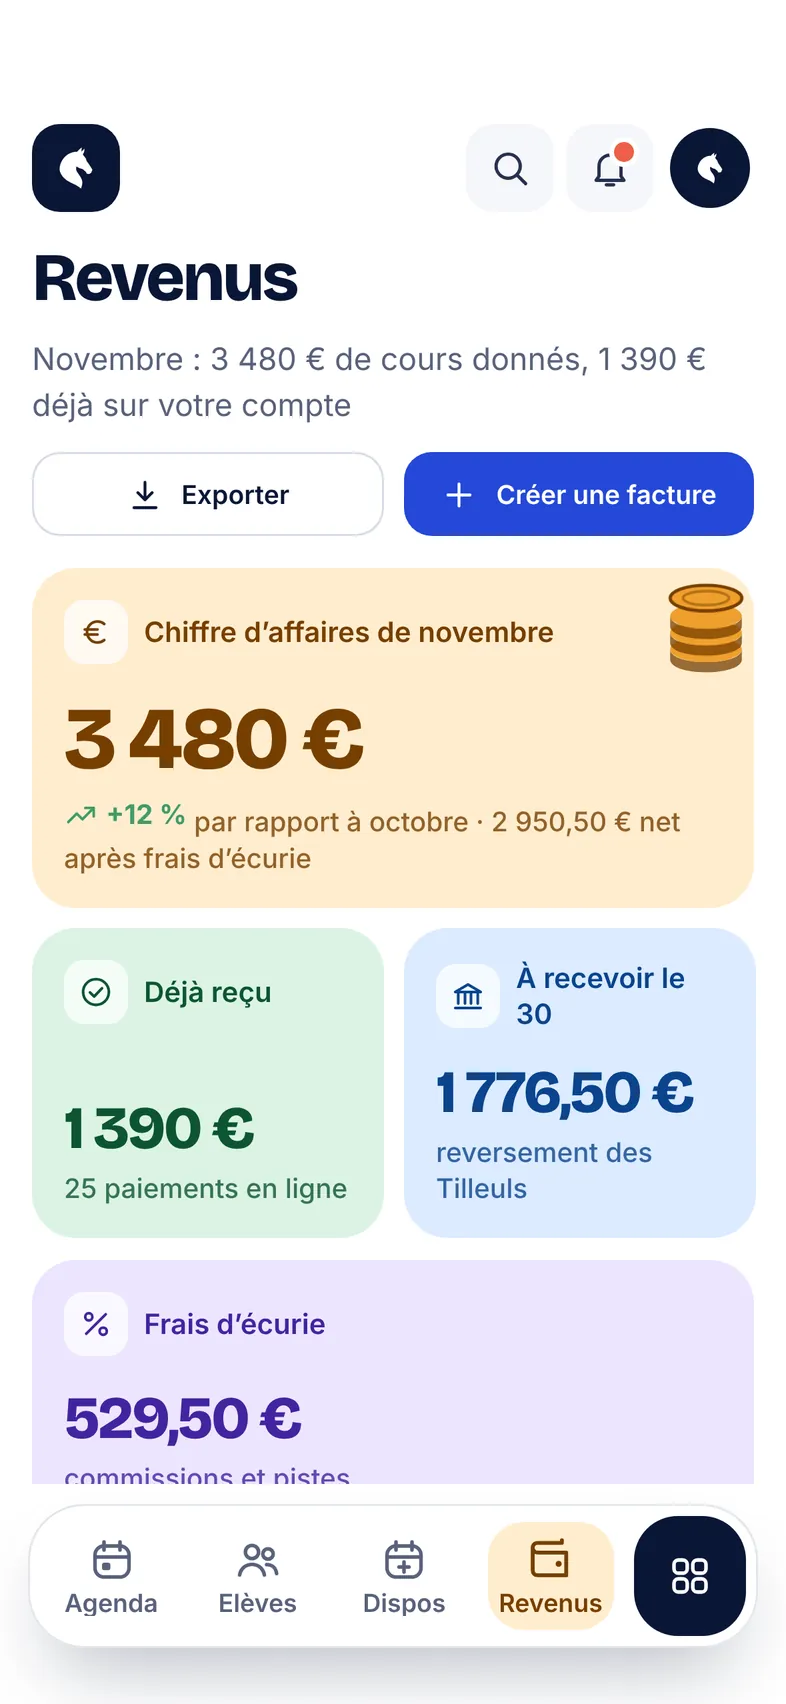 Revenus
Novembre : 3 480 € de cours donnés, 1 390 €
déjà sur votre compte
Exporter
Créer une facture
€ Chiffre d’affaires de novembre
3 480 €
+12 % par rapport à octobre · 2 950,50 € net
après frais d’écurie
Déjà reçu
1 390 €
25 paiements en ligne
À recevoir le
30
1 776,50 €
reversement des
Tilleuls
% Frais d’écurie
529,50 €
commissions et pistes
Agenda
Elèves
Dispos
Revenus